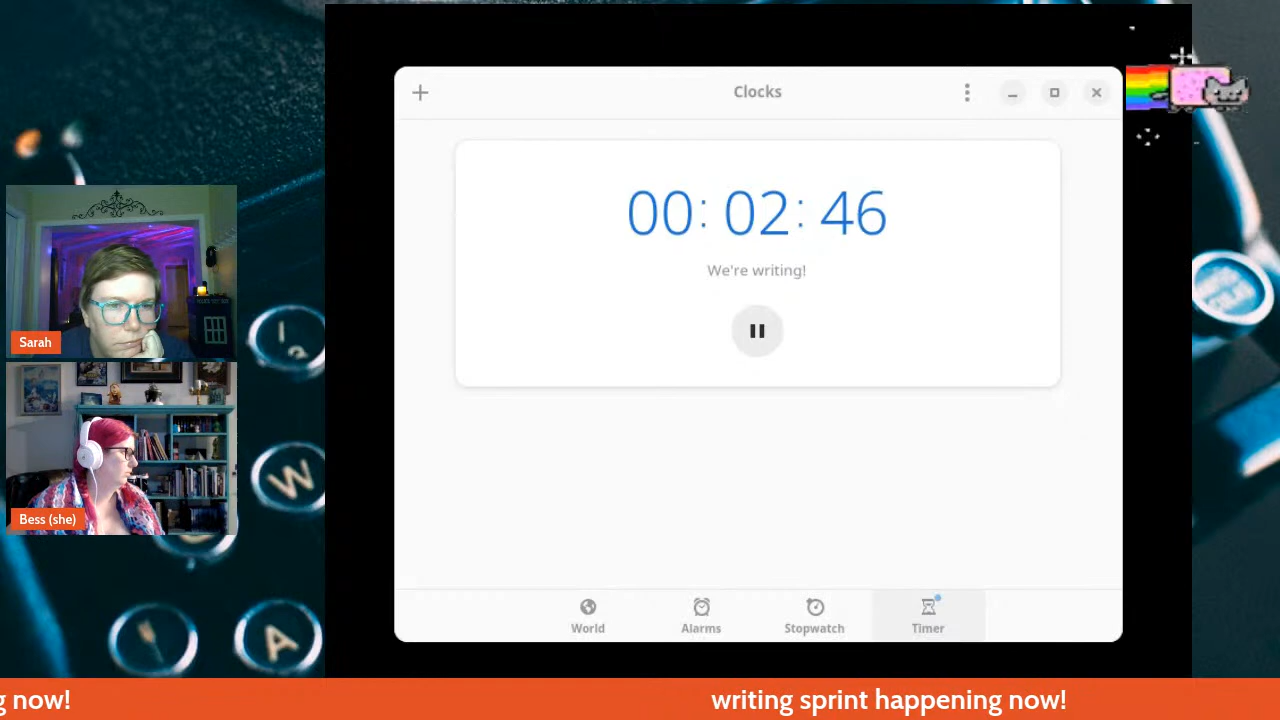 Clocks
00:02:46
We're writing!
World
Alarms
Stopwatch
Timer
Sarah
Bess (she)
I
W
A
g now!
writing sprint happening now!